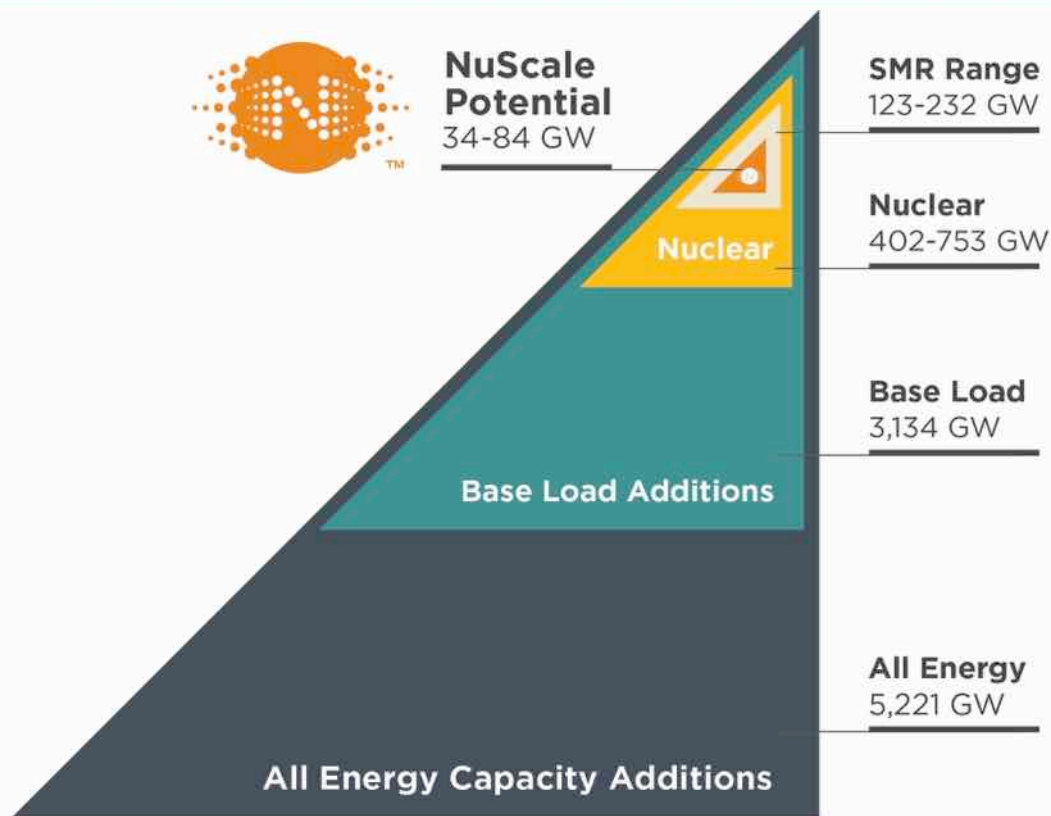 NuScale
Potential
34-84 GW
N
TM
SMR Range
123-232 GW
Nuclear
402-753 GW
Nuclear
Base Load
3,134 GW
Base Load Additions
All Energy
5,221 GW
All Energy Capacity Additions